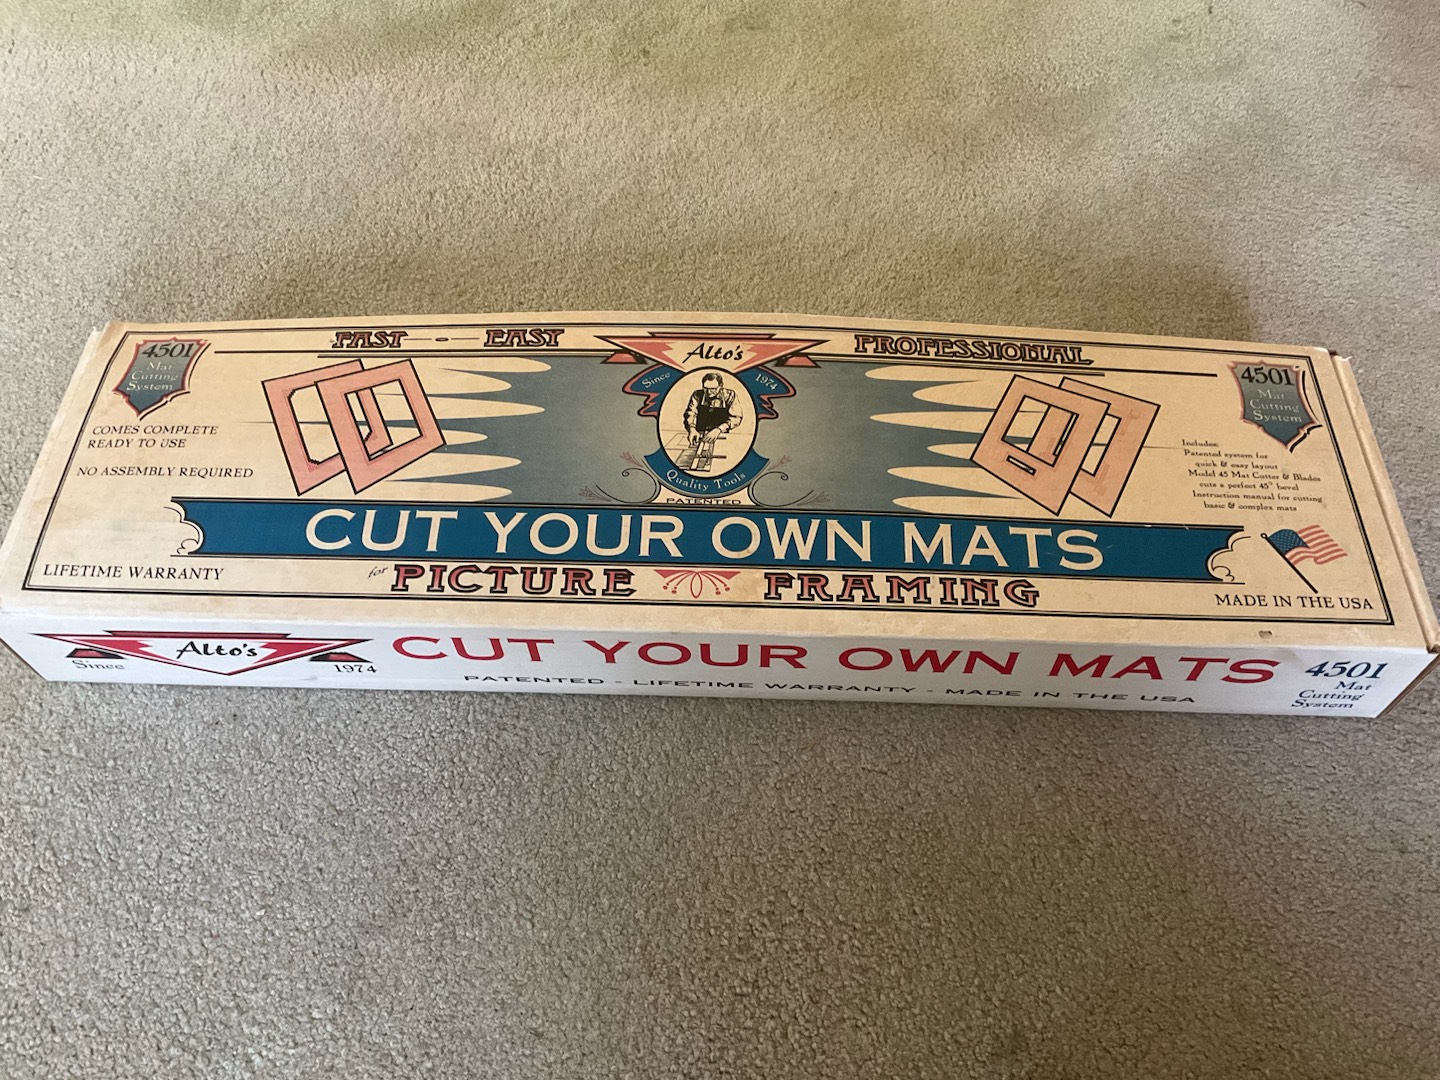 FAST - EASY
PROFESSIONAL
4501
Mat
Cutting
System
Alto's
Since 1974
Quality Tools
PATENTED
4501
Mat
Cutting
System
COMES COMPLETE
READY TO USE
NO ASSEMBLY REQUIRED
Includes:
Patented system for
quick & easy layout
Model 45 Mat Cutter & Blades
cuts a perfect 45° bevel
Instruction manual for cutting
basic & complex mats
CUT YOUR OWN MATS
for PICTURE FRAMING
LIFETIME WARRANTY
MADE IN THE USA
Alto's
Since 1974
CUT YOUR OWN MATS
PATENTED - LIFETIME WARRANTY - MADE IN THE USA
4501
Mat
Cutting
System